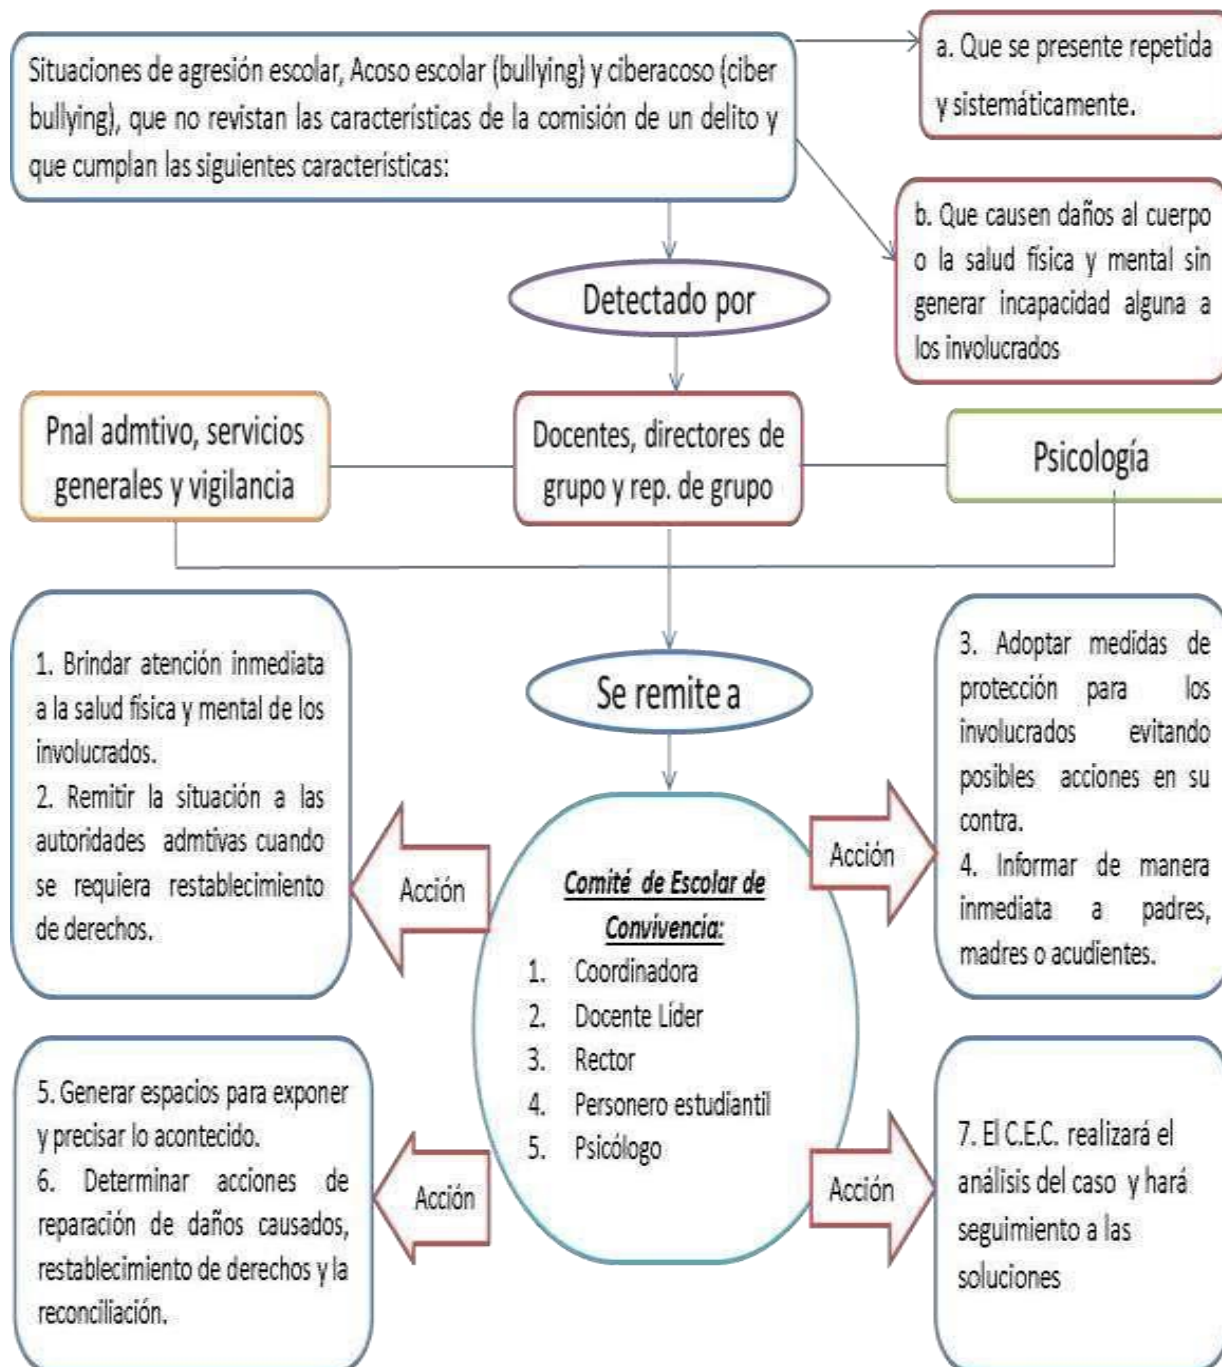 Situaciones de agresión escolar, Acoso escolar (bullying) y ciberacoso (ciber
bullying), que no revistan las características de la comisión de un delito y
que cumplan las siguientes características:
a. Que se presente repetida
y sistemáticamente.
b. Que causen daños al cuerpo
o la salud física y mental sin
generar incapacidad alguna a
los involucrados
Detectado por
Pnal admtivo, servicios
generales y vigilancia
Docentes, directores de
grupo y rep. de grupo
Psicología
Se remite a
1. Brindar atención inmediata
a la salud física y mental de los
involucrados.
2. Remitir la situación a las
autoridades admtivas cuando
se requiera restablecimiento
de derechos.
Acción
Comité de Escolar de
Convivencia:
1. Coordinadora
2. Docente Líder
3. Rector
4. Personero estudiantil
5. Psicólogo
Acción
3. Adoptar medidas de
protección para los
involucrados evitando
posibles acciones en su
contra.
4. Informar de manera
inmediata a padres,
madres o acudientes.
5. Generar espacios para exponer
y precisar lo acontecido.
6. Determinar acciones de
reparación de daños causados,
restablecimiento de derechos y la
reconciliación.
Acción
Acción
7. El C.E.C. realizará el
análisis del caso y hará
seguimiento a las
soluciones